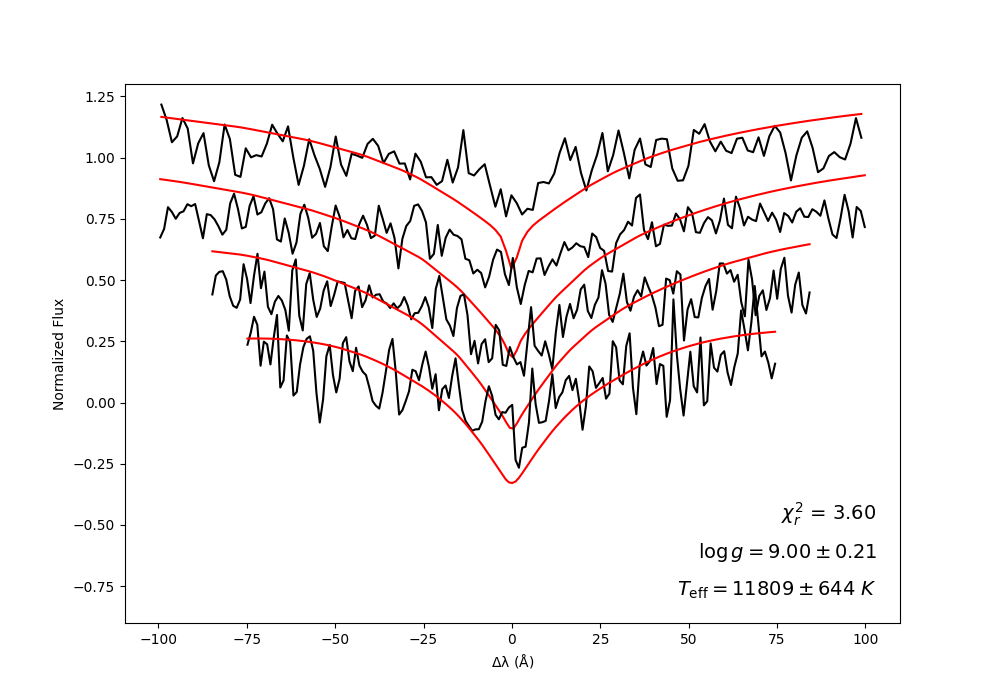 1.25
1.00
0.75
0.50
0.25
0.00
−0.25
−0.50
−0.75
Normalized Flux
χ²ᵣ = 3.60
log g = 9.00 ± 0.21
T_eff = 11809 ± 644 K
−100 −75 −50 −25 0 25 50 75 100
Δλ (Å)